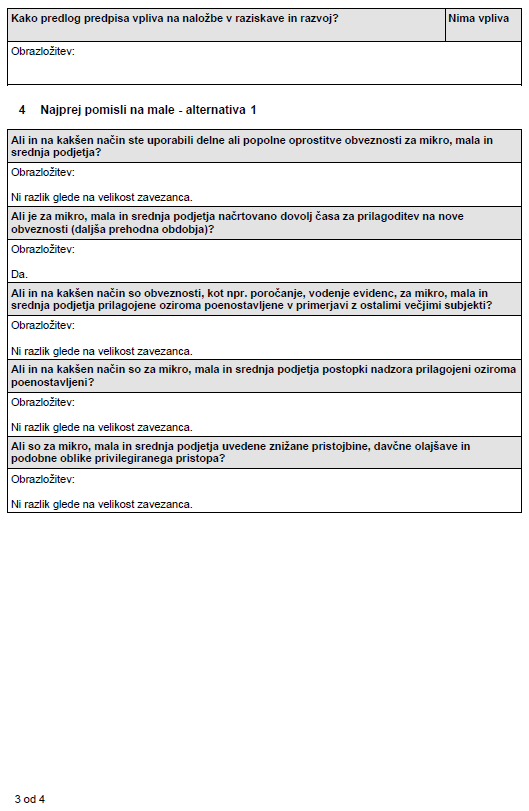 Kako predlog predpisa vpliva na naložbe v raziskave in razvoj?
Nima vpliva
Obrazložitev:
4 Najprej pomisli na male - alternativa 1
Ali in na kakšen način ste uporabili delne ali popolne oprostitve obveznosti za mikro, mala in
srednja podjetja?
Obrazložitev:
Ni razlik glede na velikost zavezanca.
Ali je za mikro, mala in srednja podjetja načrtovano dovolj časa za prilagoditev na nove
obveznosti (daljša prehodna obdobja)?
Obrazložitev:
Da.
Ali in na kakšen način so obveznosti, kot npr. poročanje, vodenje evidenc, za mikro, mala in
srednja podjetja prilagojene oziroma poenostavljene v primerjavi z ostalimi večjimi subjekti?
Obrazložitev:
Ni razlik glede na velikost zavezanca.
Ali in na kakšen način so za mikro, mala in srednja podjetja postopki nadzora prilagojeni oziroma
poenostavljeni?
Obrazložitev:
Ni razlik glede na velikost zavezanca.
Ali so za mikro, mala in srednja podjetja uvedene znižane pristojbine, davčne olajšave in
podobne oblike privilegiranega pristopa?
Obrazložitev:
Ni razlik glede na velikost zavezanca.
3 od 4